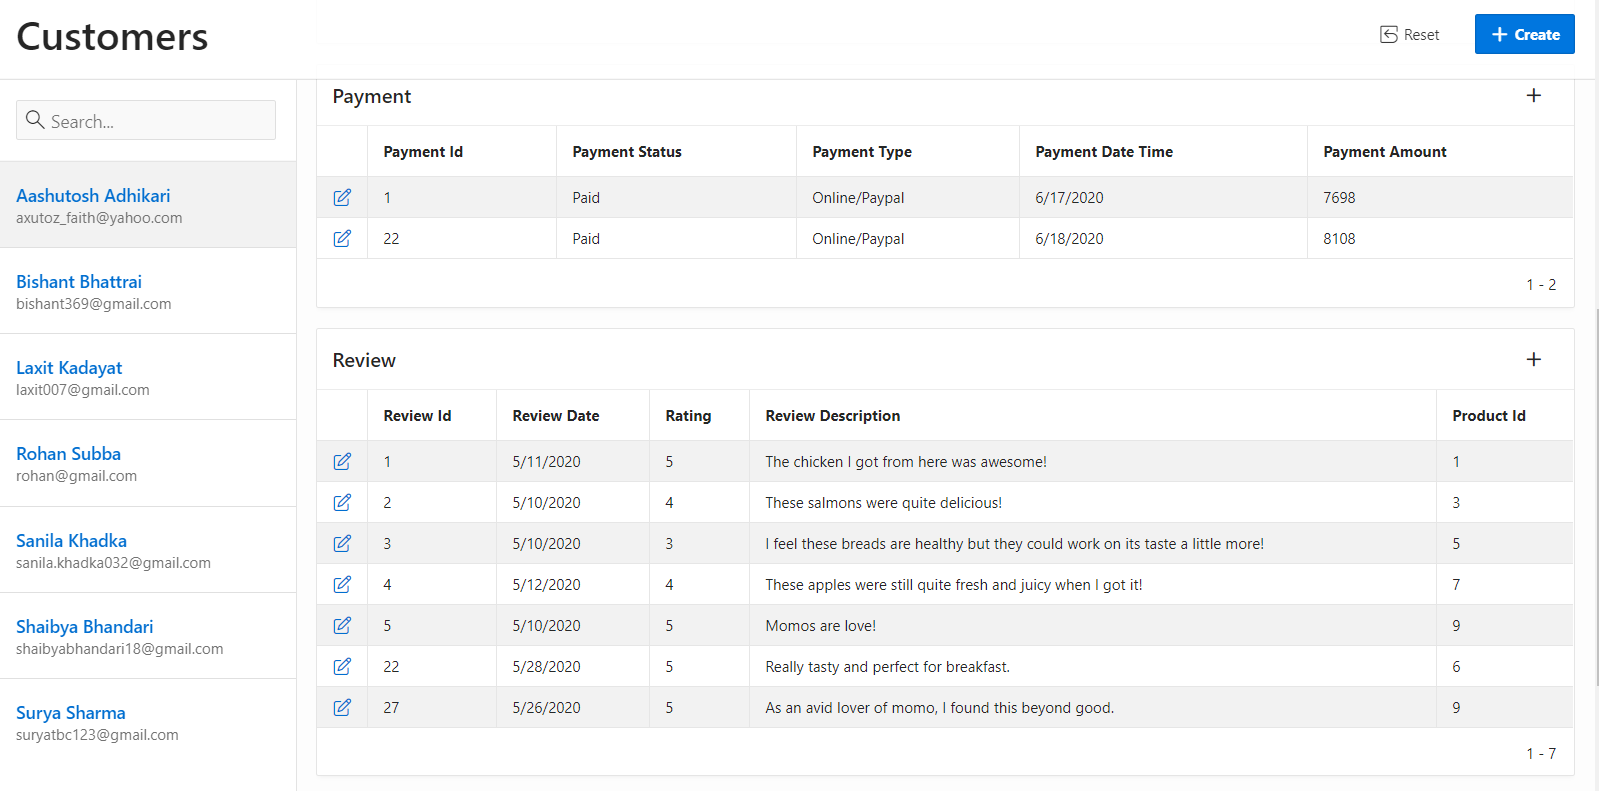 Customers
Reset
Create
Search...
Aashutosh Adhikari
axutoz_faith@yahoo.com
Bishant Bhattrai
bishant369@gmail.com
Laxit Kadayat
laxit007@gmail.com
Rohan Subba
rohan@gmail.com
Sanila Khadka
sanila.khadka032@gmail.com
Shaibya Bhandari
shaibyabhandari18@gmail.com
Surya Sharma
suryatbc123@gmail.com
Payment
Payment Id Payment Status Payment Type Payment Date Time Payment Amount
1 Paid Online/Paypal 6/17/2020 7698
22 Paid Online/Paypal 6/18/2020 8108
1 - 2
Review
Review Id Review Date Rating Review Description Product Id
1 5/11/2020 5 The chicken I got from here was awesome! 1
2 5/10/2020 4 These salmons were quite delicious! 3
3 5/10/2020 3 I feel these breads are healthy but they could work on its taste a little more! 5
4 5/12/2020 4 These apples were still quite fresh and juicy when I got it! 7
5 5/10/2020 5 Momos are love! 9
22 5/28/2020 5 Really tasty and perfect for breakfast. 6
27 5/26/2020 5 As an avid lover of momo, I found this beyond good. 9
1 - 7